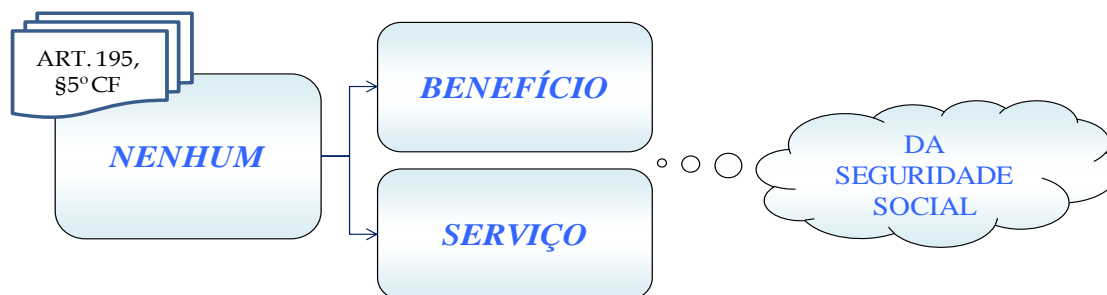 ART. 195,
§5º CF
NENHUM
BENEFÍCIO
SERVIÇO
DA
SEGURIDADE
SOCIAL